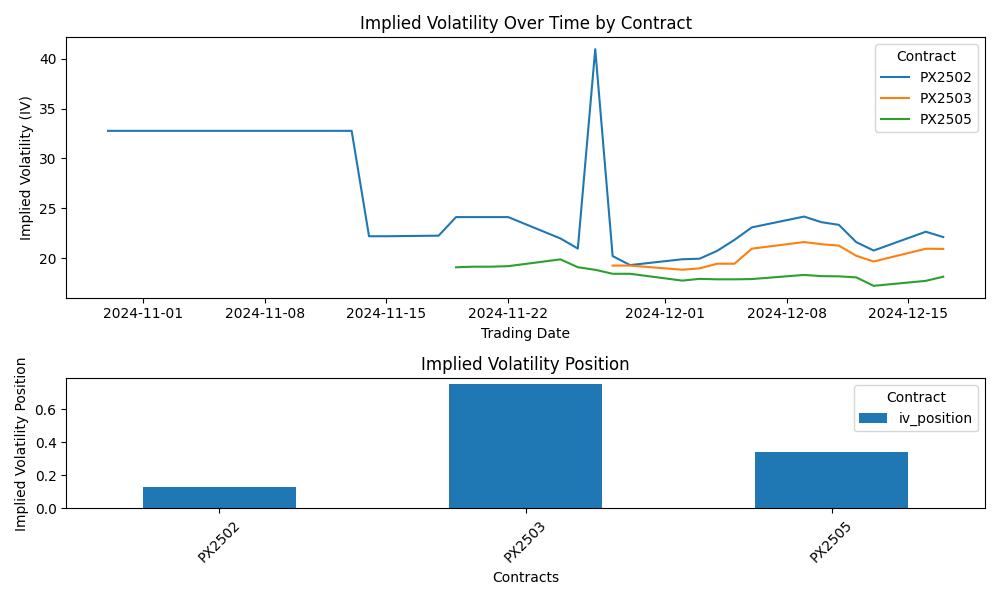 Implied Volatility Over Time by Contract
Implied Volatility (IV)
40
35
30
25
20
Contract
PX2502
PX2503
PX2505
2024-11-01 2024-11-08 2024-11-15 2024-11-22 2024-12-01 2024-12-08 2024-12-15
Trading Date
Implied Volatility Position
Implied Volatility Position
0.6
0.4
0.2
0.0
Contract
iv_position
PX2502 PX2503 PX2505
Contracts